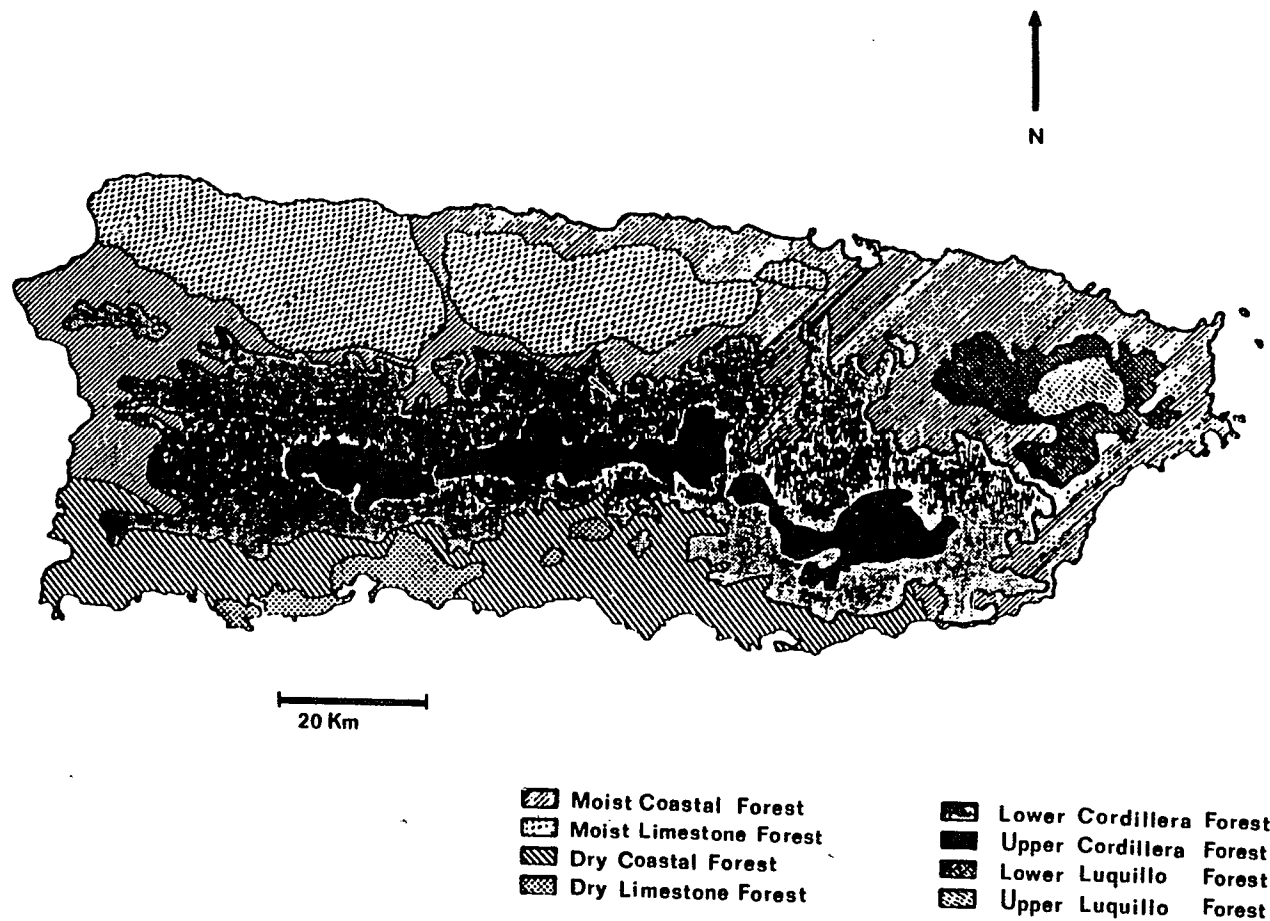 N
20 Km
Moist Coastal Forest
Moist Limestone Forest
Dry Coastal Forest
Dry Limestone Forest
Lower Cordillera Forest
Upper Cordillera Forest
Lower Luquillo Forest
Upper Luquillo Forest